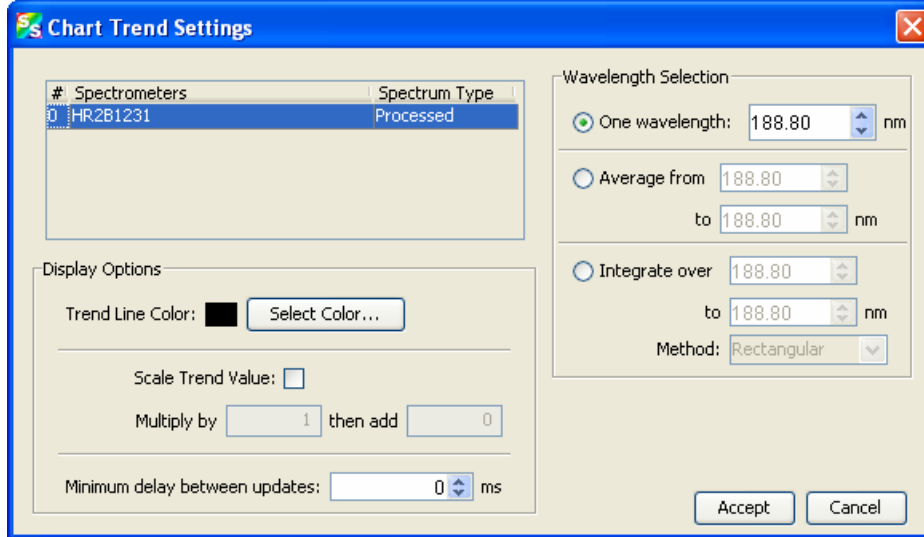 SS Chart Trend Settings
# Spectrometers Spectrum Type
0 HR2B1231 Processed
Display Options
Trend Line Color: Select Color...
Scale Trend Value:
Multiply by 1 then add 0
Minimum delay between updates: 0 ms
Wavelength Selection
One wavelength: 188.80 nm
Average from 188.80
to 188.80 nm
Integrate over 188.80
to 188.80 nm
Method: Rectangular
Accept Cancel